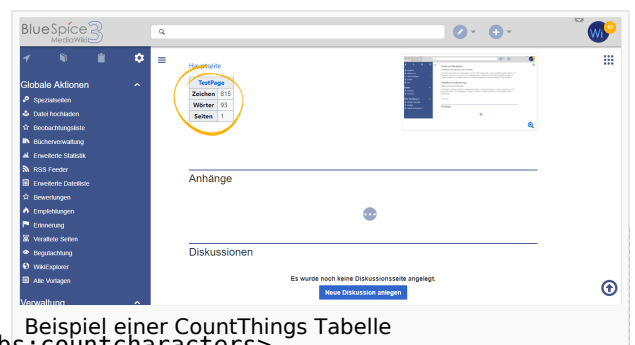 BlueSpice3
MediaWiki
Wi
Globale Aktionen
Spezialseiten
Datei hochladen
Beobachtungsliste
Bücherverwaltung
Erweiterte Statistik
RSS Feeder
Erweiterte Dateiliste
Bewertungen
Empfehlungen
Erinnerung
Veraltete Seiten
Begutachtung
WikiExplorer
Alle Vorlagen
Verwaltung
Hauptseite
TestPage
Zeichen 815
Wörter 93
Seiten 1
Anhänge
Diskussionen
Es wurde noch keine Diskussionsseite angelegt.
Neue Diskussion anlegen
Beispiel einer CountThings Tabelle
bs:countcharacters>